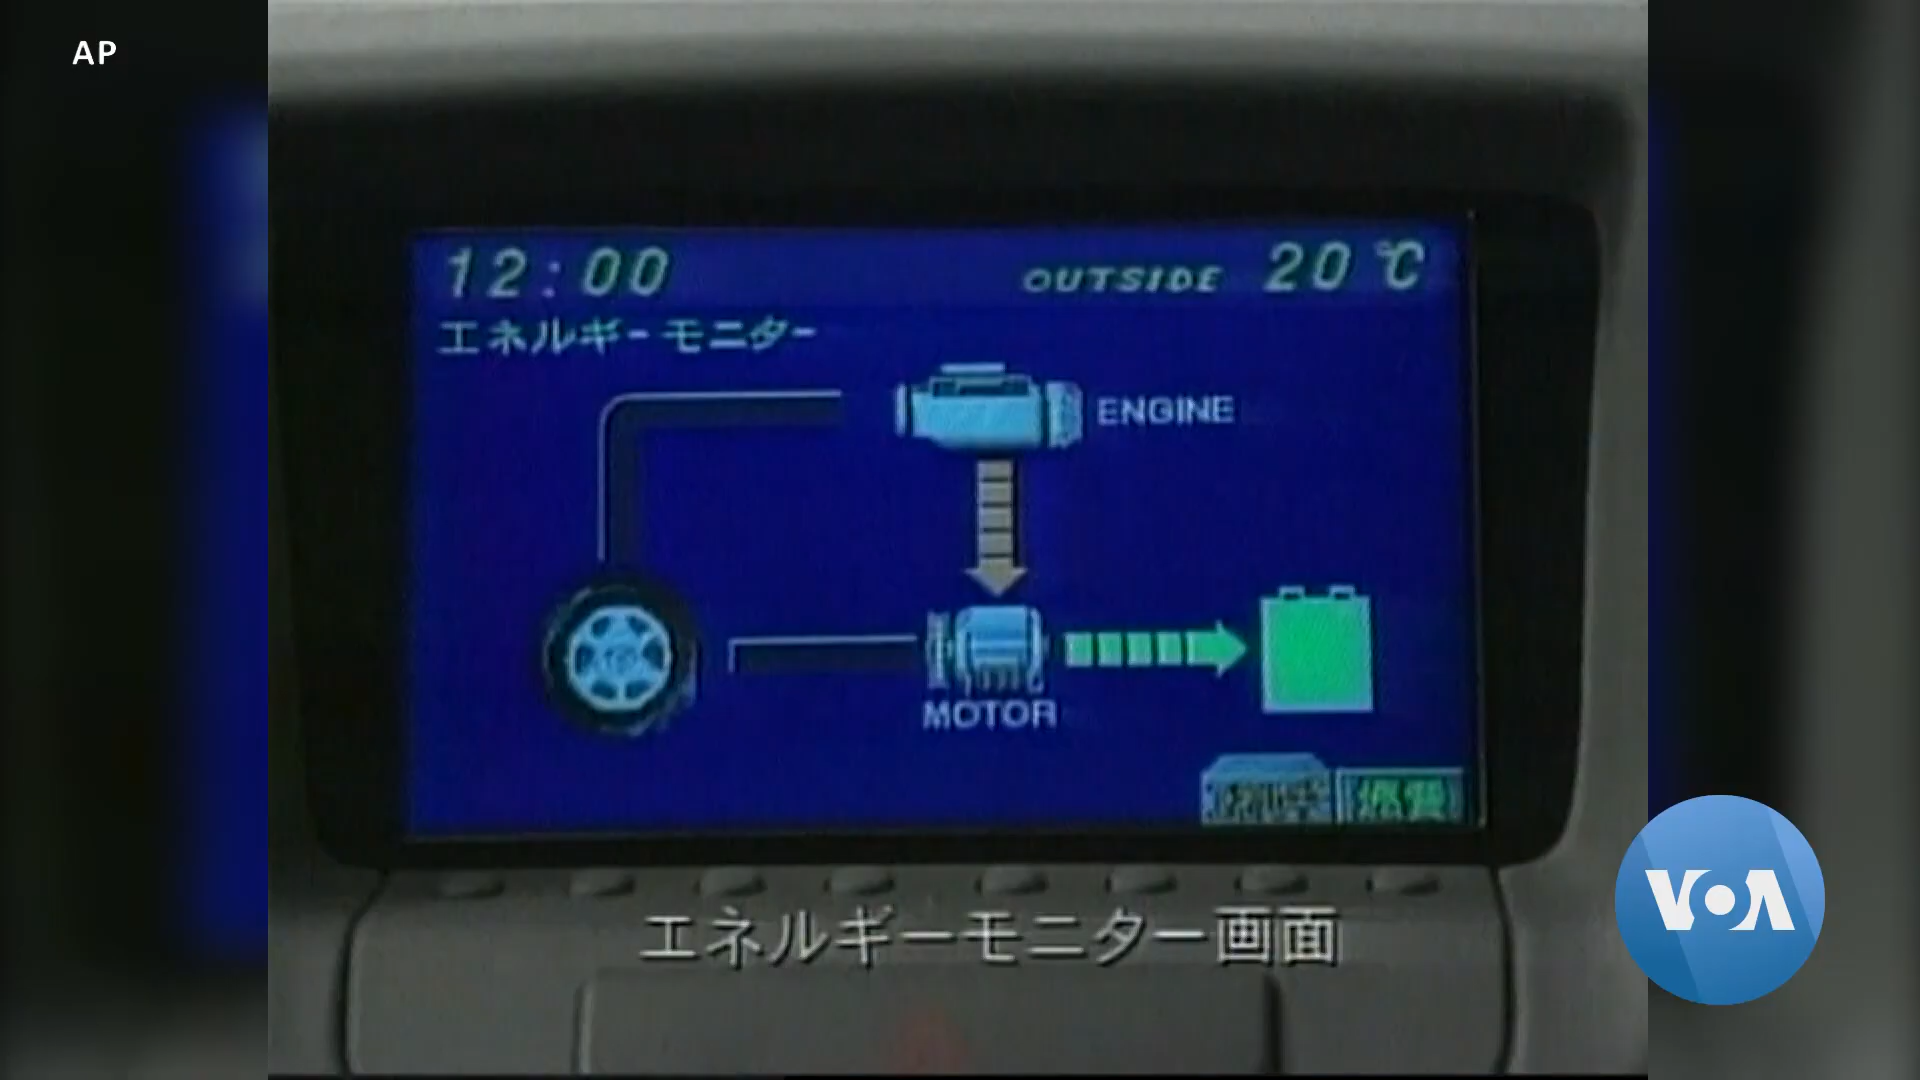 AP
12:00
OUTSIDE 20℃
エネルギーモニター
ENGINE
MOTOR
燃費
エネルギーモニター画面
VOA